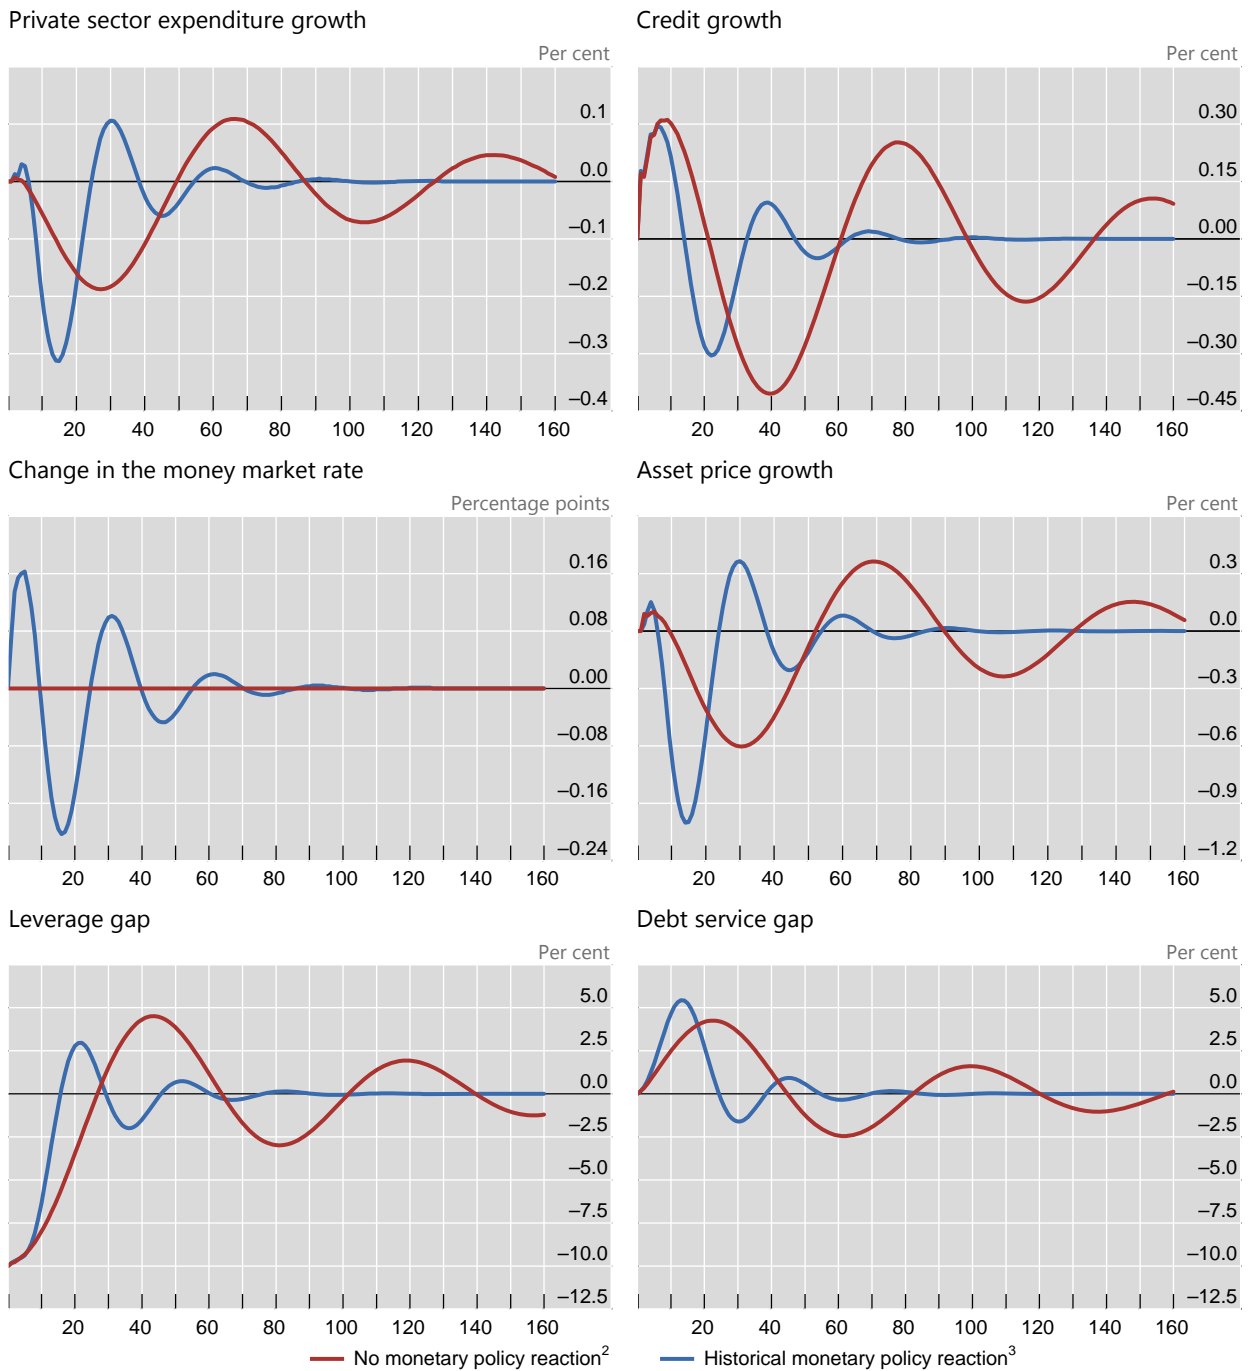 Private sector expenditure growth
Credit growth
Per cent
Per cent
0.1
0.0
–0.1
–0.2
–0.3
–0.4
0.30
0.15
0.00
–0.15
–0.30
–0.45
20 40 60 80 100 120 140 160
20 40 60 80 100 120 140 160
Change in the money market rate
Asset price growth
Percentage points
Per cent
0.16
0.08
0.00
–0.08
–0.16
–0.24
0.3
0.0
–0.3
–0.6
–0.9
–1.2
20 40 60 80 100 120 140 160
20 40 60 80 100 120 140 160
Leverage gap
Debt service gap
Per cent
Per cent
5.0
2.5
0.0
–2.5
–5.0
–7.5
–10.0
–12.5
5.0
2.5
0.0
–2.5
–5.0
–7.5
–10.0
–12.5
20 40 60 80 100 120 140 160
20 40 60 80 100 120 140 160
No monetary policy reaction²
Historical monetary policy reaction³